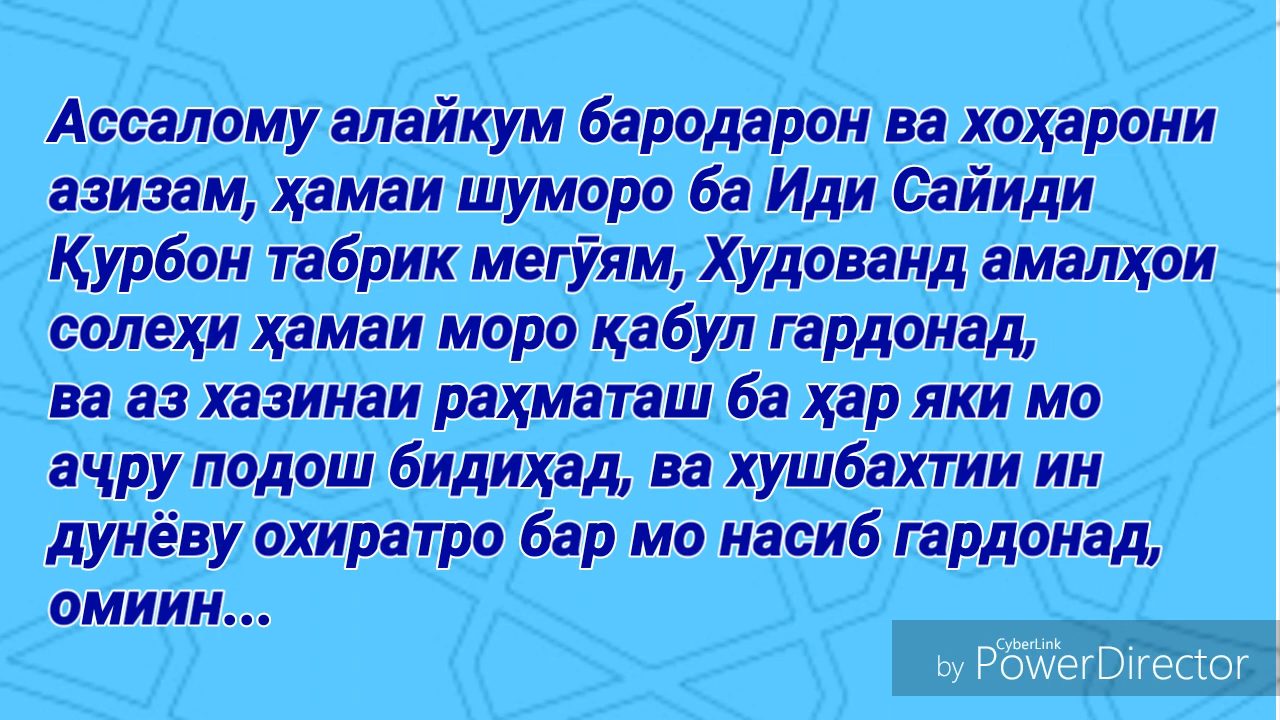 Ассалому алайкум бародарон ва хоҳарони
азизам, ҳамаи шуморо ба Иди Сайиди
Қурбон табрик мегӯям, Худованд амалҳои
солеҳи ҳамаи моро қабул гардонад,
ва аз хазинаи раҳматаш ба ҳар яки мо
аҷру подош бидиҳад, ва хушбахтии ин
дунёву охиратро бар мо насиб гардонад,
омиин...
CyberLink
by PowerDirector